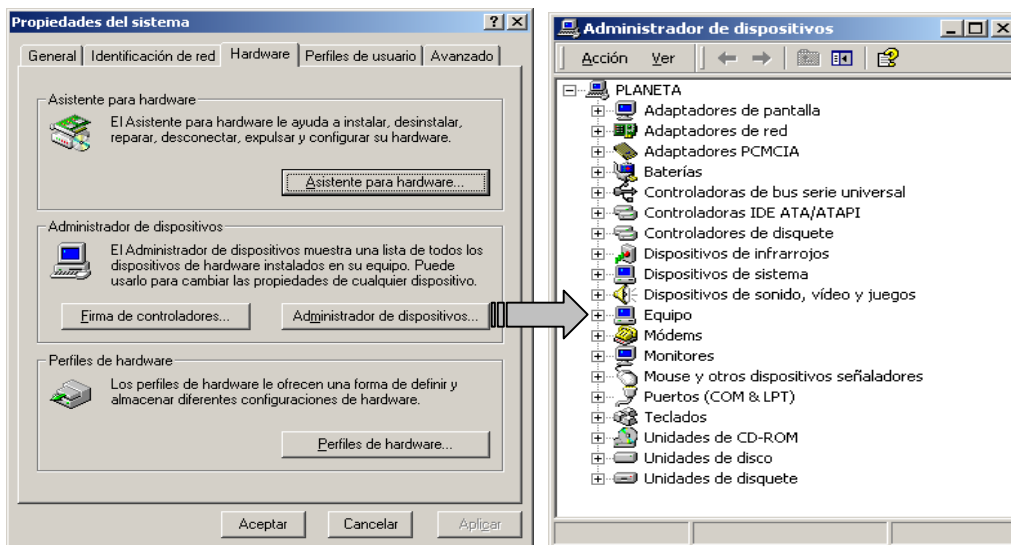 Propiedades del sistema
General
Identificación de red
Hardware
Perfiles de usuario
Avanzado
Asistente para hardware
El Asistente para hardware le ayuda a instalar, desinstalar,
reparar, desconectar, expulsar y configurar su hardware.
Asistente para hardware...
Administrador de dispositivos
El Administrador de dispositivos muestra una lista de todos los
dispositivos de hardware instalados en su equipo. Puede
usarlo para cambiar las propiedades de cualquier dispositivo.
Firma de controladores...
Administrador de dispositivos...
Perfiles de hardware
Los perfiles de hardware le ofrecen una forma de definir y
almacenar diferentes configuraciones de hardware.
Perfiles de hardware...
Aceptar
Cancelar
Aplicar
Administrador de dispositivos
Acción
Ver
PLANETA
Adaptadores de pantalla
Adaptadores de red
Adaptadores PCMCIA
Baterías
Controladoras de bus serie universal
Controladoras IDE ATA/ATAPI
Controladores de disquete
Dispositivos de infrarrojos
Dispositivos de sistema
Dispositivos de sonido, vídeo y juegos
Equipo
Módems
Monitores
Mouse y otros dispositivos señaladores
Puertos (COM & LPT)
Teclados
Unidades de CD-ROM
Unidades de disco
Unidades de disquete